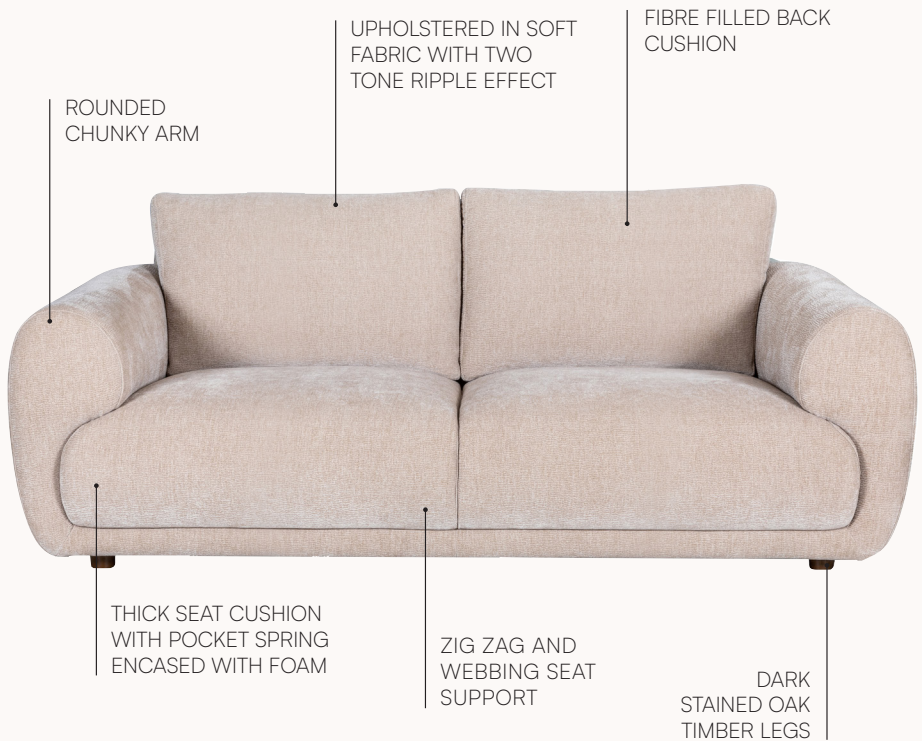 UPHOLSTERED IN SOFT
FABRIC WITH TWO
TONE RIPPLE EFFECT
FIBRE FILLED BACK
CUSHION
ROUNDED
CHUNKY ARM
THICK SEAT CUSHION
WITH POCKET SPRING
ENCASED WITH FOAM
ZIG ZAG AND
WEBBING SEAT
SUPPORT
DARK
STAINED OAK
TIMBER LEGS